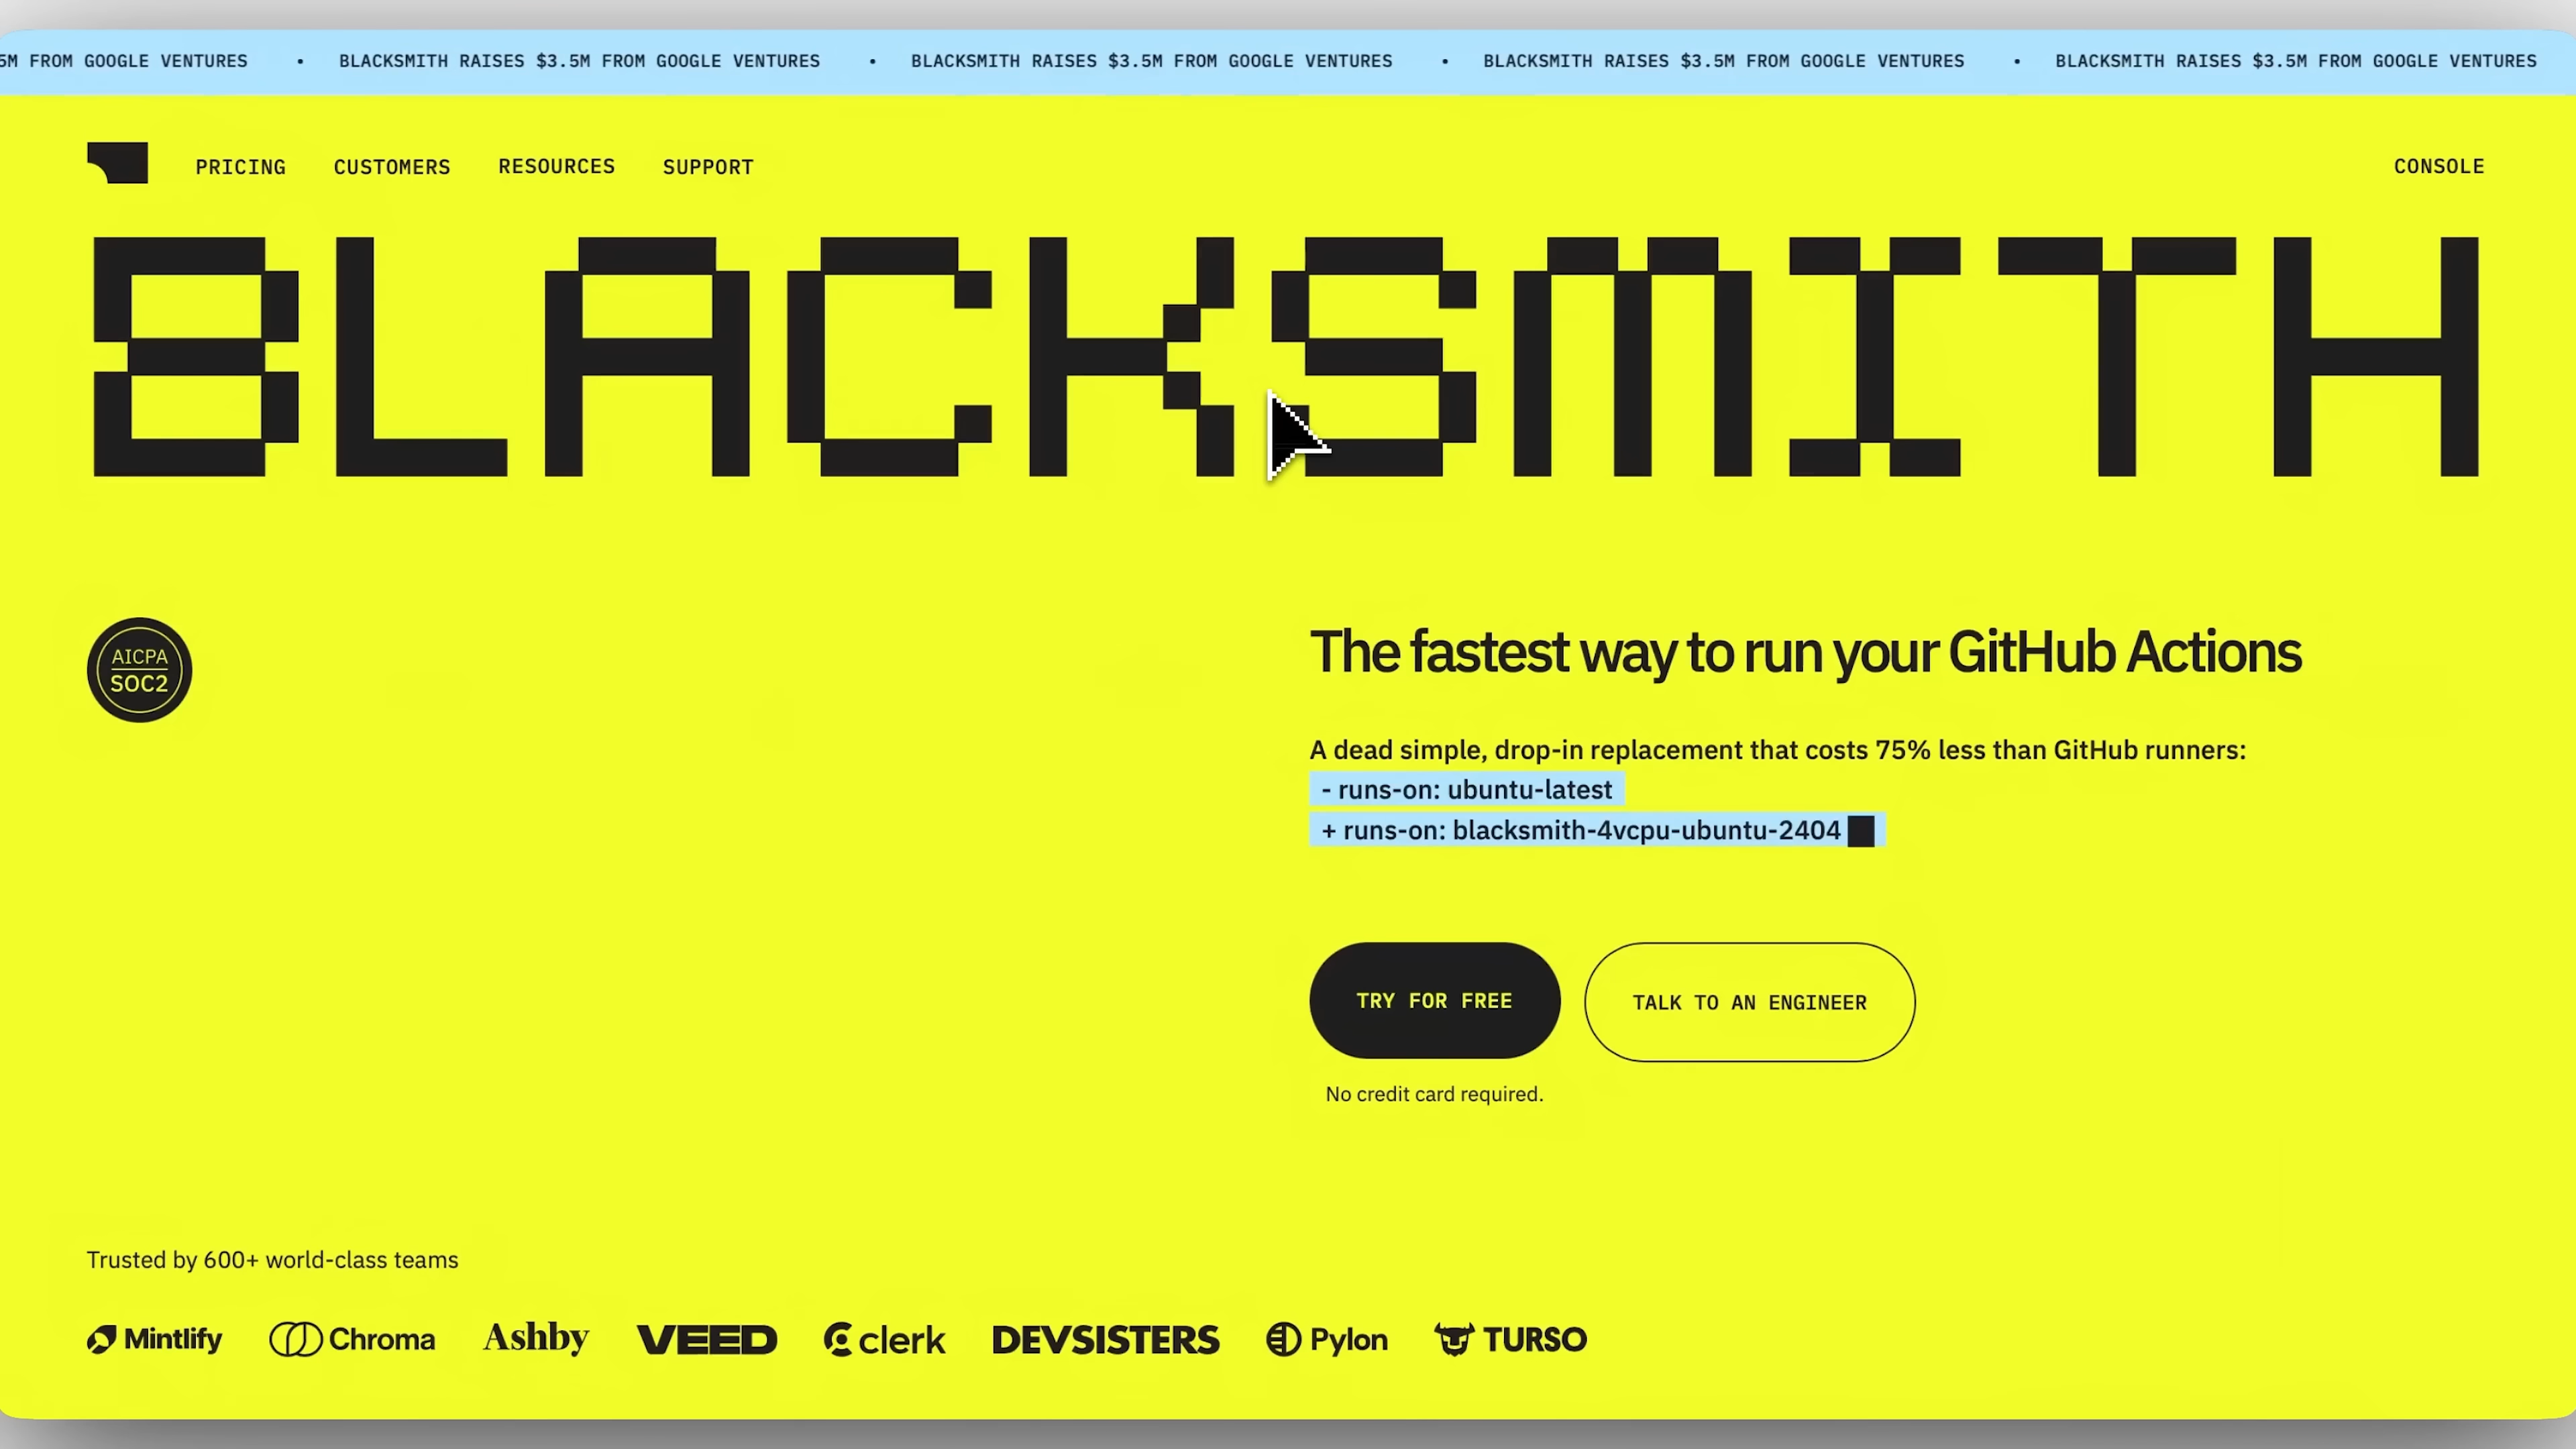 5M FROM GOOGLE VENTURES • BLACKSMITH RAISES $3.5M FROM GOOGLE VENTURES • BLACKSMITH RAISES $3.5M FROM GOOGLE VENTURES • BLACKSMITH RAISES $3.5M FROM GOOGLE VENTURES • BLACKSMITH RAISES $3.5M FROM GOOGLE VENTURES
PRICING CUSTOMERS RESOURCES SUPPORT CONSOLE
BLACKSMITH
AICPA
SOC2
The fastest way to run your GitHub Actions
A dead simple, drop-in replacement that costs 75% less than GitHub runners:
- runs-on: ubuntu-latest
+ runs-on: blacksmith-4vcpu-ubuntu-2404
TRY FOR FREE TALK TO AN ENGINEER
No credit card required.
Trusted by 600+ world-class teams
Mintlify Chroma Ashby VEED clerk DEVSISTERS Pylon TURSO